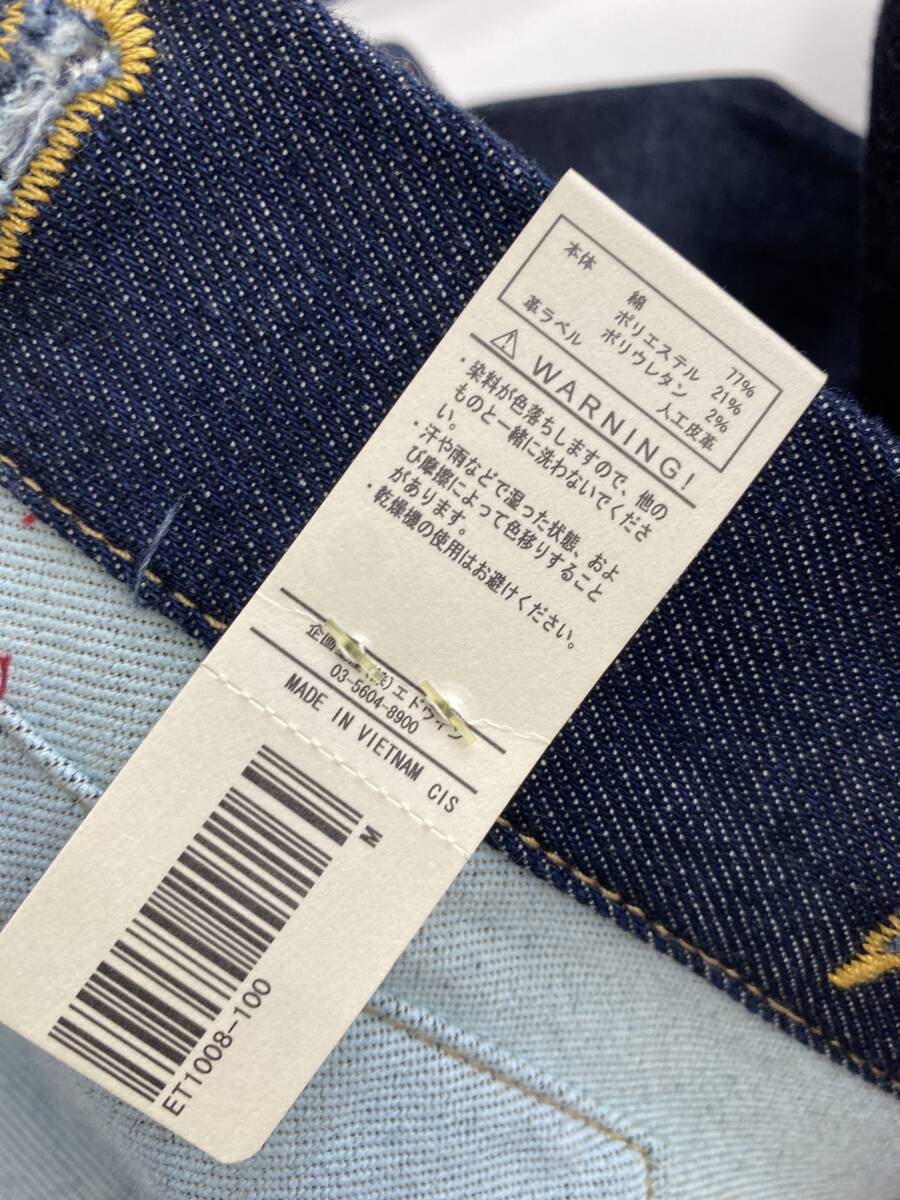 本体 綿 77%
ポリエステル 21%
ポリウレタン 2%
革ラベル 人工皮革
WARNING!
・染料が色落ちしますので、他の
ものと一緒に洗わないでくださ
い。
・汗や雨などで湿った状態、およ
び摩擦によって色移りすること
があります。
・乾燥機の使用はお避けください。
企画 (株)エドウィン
03-5604-8900
MADE IN VIETNAM CIS
M
ET1008-100